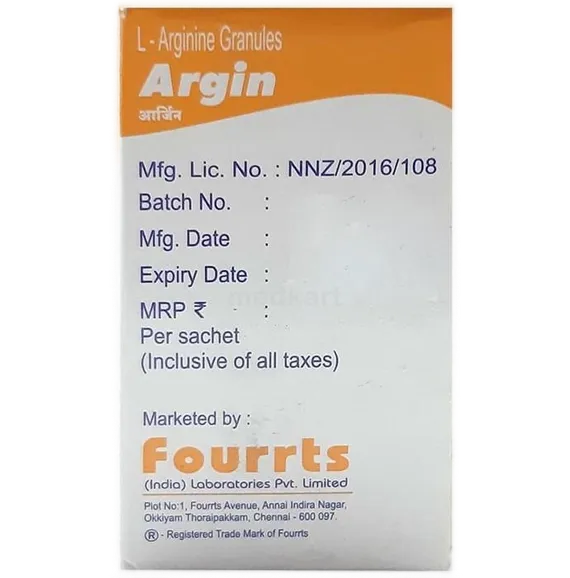 L - Arginine Granules
Argin
आर्जिन
Mfg. Lic. No. : NNZ/2016/108
Batch No. :
Mfg. Date :
Expiry Date :
medkart
MRP ₹ :
Per sachet
(Inclusive of all taxes)
Marketed by :
Fourrts
(India) Laboratories Pvt. Limited
Plot No:1, Fourrts Avenue, Annai Indira Nagar,
Okkiyam Thoraipakkam, Chennai - 600 097.
® - Registered Trade Mark of Fourrts